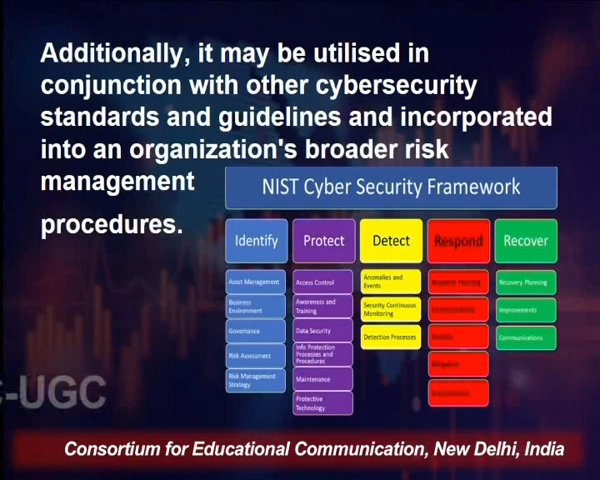 Additionally, it may be utilised in
conjunction with other cybersecurity
standards and guidelines and incorporated
into an organization's broader risk
management
procedures.
NIST Cyber Security Framework
Identify
Asset Management
Business
Environment
Governance
Risk Assessment
Risk Management
Strategy
Protect
Access Control
Awareness and
Training
Data Security
Info Protection
Processes and
Procedures
Maintenance
Protective
Technology
Detect
Anomalies and
Events
Security Continuous
Monitoring
Detection Processes
Respond
Recover
Recovery Planning
Improvements
Communications
C-UGC
Consortium for Educational Communication, New Delhi, India